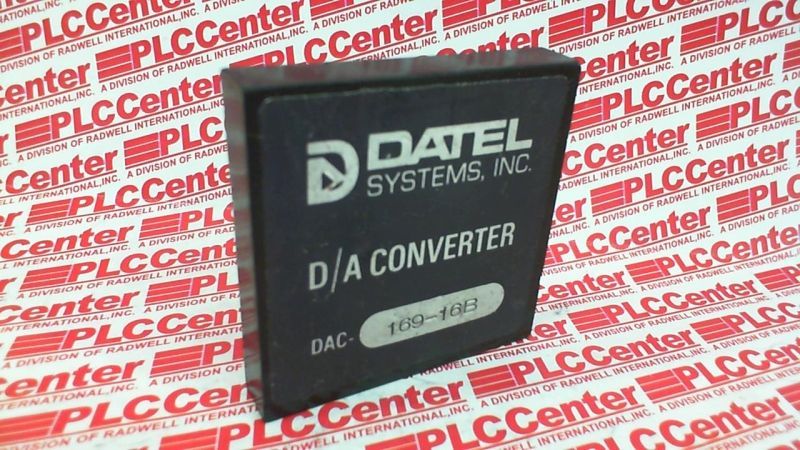 DATEL
SYSTEMS, INC.
D/A CONVERTER
DAC- 169-16B
PLCCenter
A DIVISION OF RADWELL INTERNATIONAL, INC.